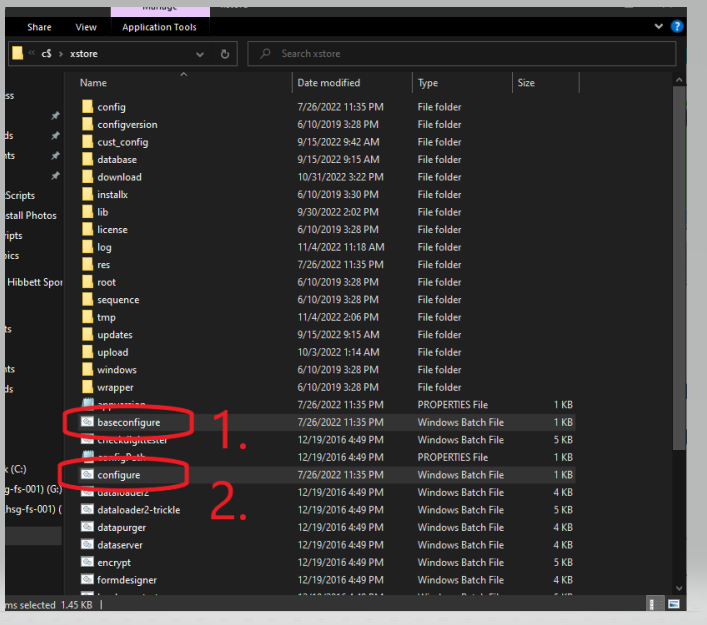 Manage
Share View Application Tools
« c$ › xstore Search xstore
Name Date modified Type Size
config 7/26/2022 11:35 PM File folder
configversion 6/10/2019 3:28 PM File folder
cust_config 9/15/2022 9:42 AM File folder
database 9/15/2022 9:15 AM File folder
download 10/31/2022 3:22 PM File folder
installx 6/10/2019 3:30 PM File folder
lib 9/30/2022 2:02 PM File folder
license 6/10/2019 3:28 PM File folder
log 11/4/2022 11:18 AM File folder
res 7/26/2022 11:35 PM File folder
root 6/10/2019 3:28 PM File folder
sequence 6/10/2019 3:28 PM File folder
tmp 11/4/2022 2:06 PM File folder
updates 9/15/2022 9:15 AM File folder
upload 10/3/2022 1:14 AM File folder
windows 6/10/2019 3:28 PM File folder
wrapper 6/10/2019 3:28 PM File folder
appversion 7/26/2022 11:35 PM PROPERTIES File 1 KB
baseconfigure 7/26/2022 11:35 PM Windows Batch File 1 KB
1.
checkdigittester 12/19/2016 4:49 PM Windows Batch File 5 KB
configPath 12/19/2016 4:49 PM PROPERTIES File 1 KB
configure 7/26/2022 11:35 PM Windows Batch File 1 KB
2.
dataloader2 12/19/2016 4:49 PM Windows Batch File 4 KB
dataloader2-trickle 12/19/2016 4:49 PM Windows Batch File 5 KB
datapurger 12/19/2016 4:49 PM Windows Batch File 4 KB
dataserver 12/19/2016 4:49 PM Windows Batch File 4 KB
encrypt 12/19/2016 4:49 PM Windows Batch File 5 KB
formdesigner 12/19/2016 4:49 PM Windows Batch File 4 KB
ss
ds
nts
Scripts
stall Photos
ripts
pics
Hibbett Spor
ts
nts
ds
k (C:)
g-fs-001) (G:)
hsg-fs-001) (
ms selected 1.45 KB